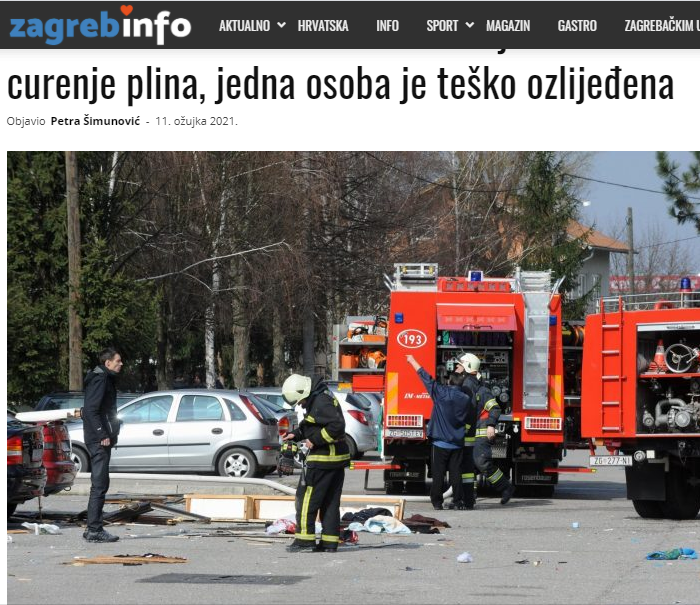 zagrebinfo
AKTUALNO HRVATSKA INFO SPORT MAGAZIN GASTRO ZAGREBAČKIM U
curenje plina, jedna osoba je teško ozlijeđena
Objavio Petra Šimunović - 11. ožujka 2021.
193